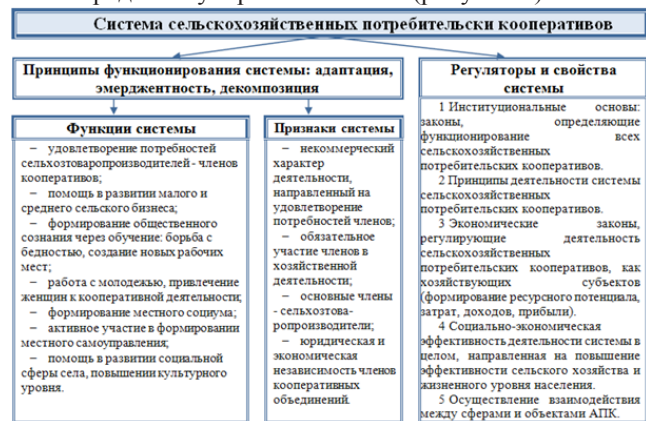 Система сельскохозяйственных потребительски кооперативов
Принципы функционирования системы: адаптация,
эмерджентность, декомпозиция
Функции системы
– удовлетворение потребностей
сельхозтоваропроизводителей - членов
кооперативов;
– помощь в развитии малого и
среднего сельского бизнеса;
– формирование общественного
сознания через обучение: борьба с
бедностью, создание новых рабочих
мест;
– работа с молодежью, привлечение
женщин к кооперативной деятельности;
– формирование местного социума;
– активное участие в формировании
местного самоуправления;
– помощь в развитии социальной
сферы села, повышении культурного
уровня.
Признаки системы
– некоммерческий
характер
деятельности,
направленный на
удовлетворение
потребностей членов;
– обязательное
участие членов в
хозяйственной
деятельности;
– основные члены
- сельхозтова-
ропроизводители;
– юридическая и
экономическая
независимость членов
кооперативных
объединений.
Регуляторы и свойства
системы
1 Институциональные основы:
законы, определяющие
функционирование всех
сельскохозяйственных
потребительских кооперативов.
2 Принципы деятельности системы
сельскохозяйственных
потребительских кооперативов.
3 Экономические законы,
регулирующие деятельность
сельскохозяйственных
потребительских кооперативов, как
хозяйствующих субъектов
(формирование ресурсного потенциала,
затрат, доходов, прибыли).
4 Социально-экономическая
эффективность деятельности системы в
целом, направленная на повышение
эффективности сельского хозяйства и
жизненного уровня населения.
5 Осуществление взаимодействия
между сферами и объектами АПК.